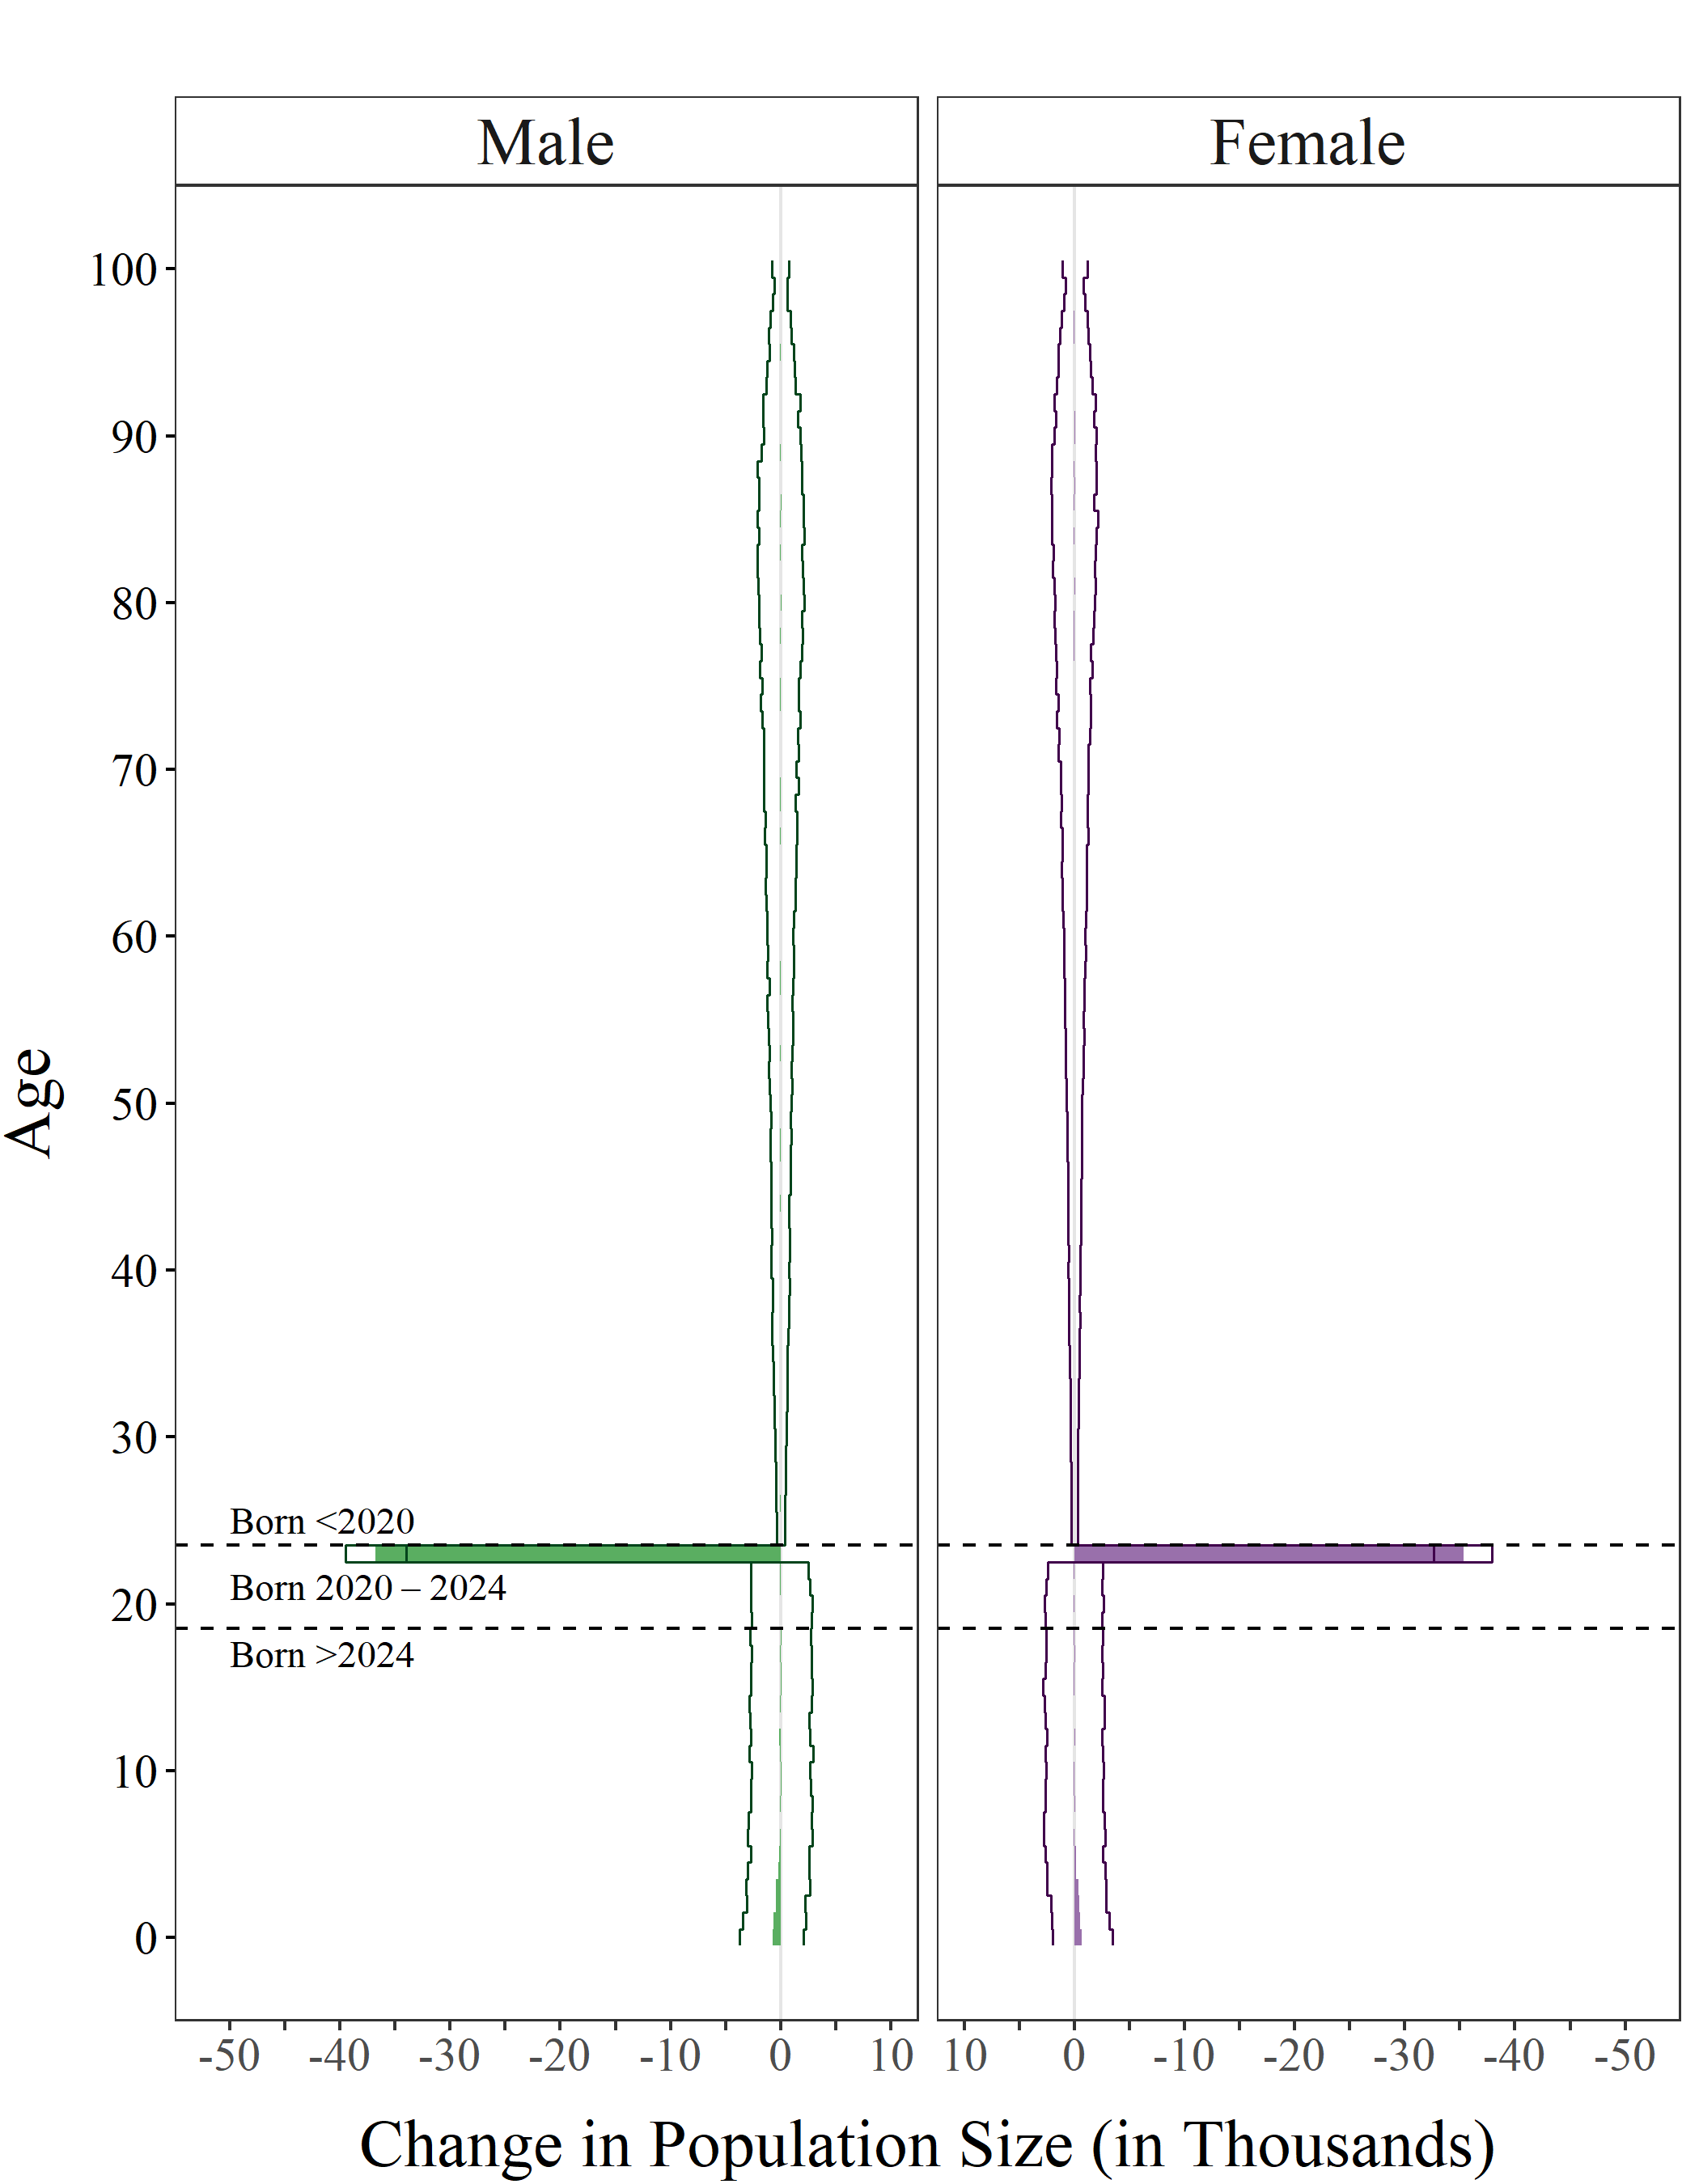 Male
Female
100
90
80
70
60
50
40
30
20
10
0
Age
Born <2020
Born 2020 – 2024
Born >2024
-50 -40 -30 -20 -10 0 10
10 0 -10 -20 -30 -40 -50
Change in Population Size (in Thousands)